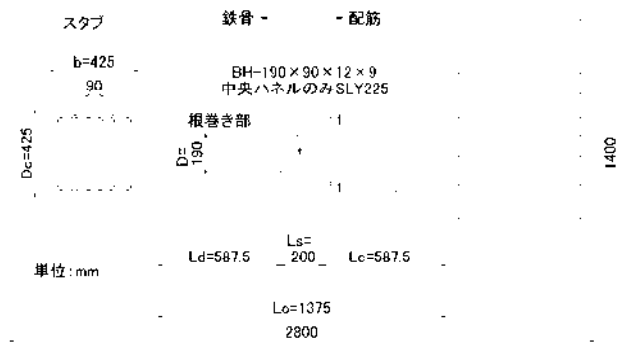 スタブ
鉄骨 - - 配筋
b=425
90
BH-190×90×12×9
中央ハネルのみSLY225
根巻き部
1
Dc=425
D=
190
1
1400
Ls=
Ld=587.5
200
Lc=587.5
単位:mm
Lo=1375
2800